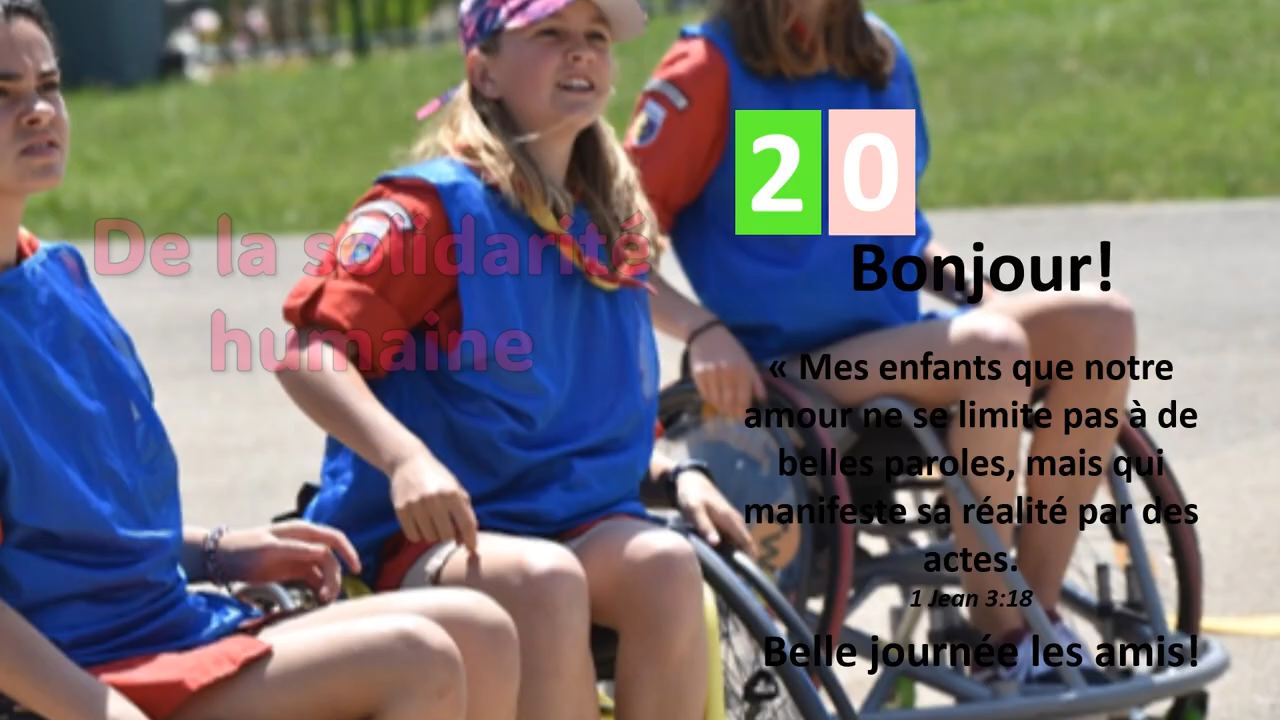 De la solidarité
humaine
2 0
Bonjour!
« Mes enfants que notre
amour ne se limite pas à de
belles paroles, mais qui
manifeste sa réalité par des
actes.
1 Jean 3:18
Belle journée les amis!